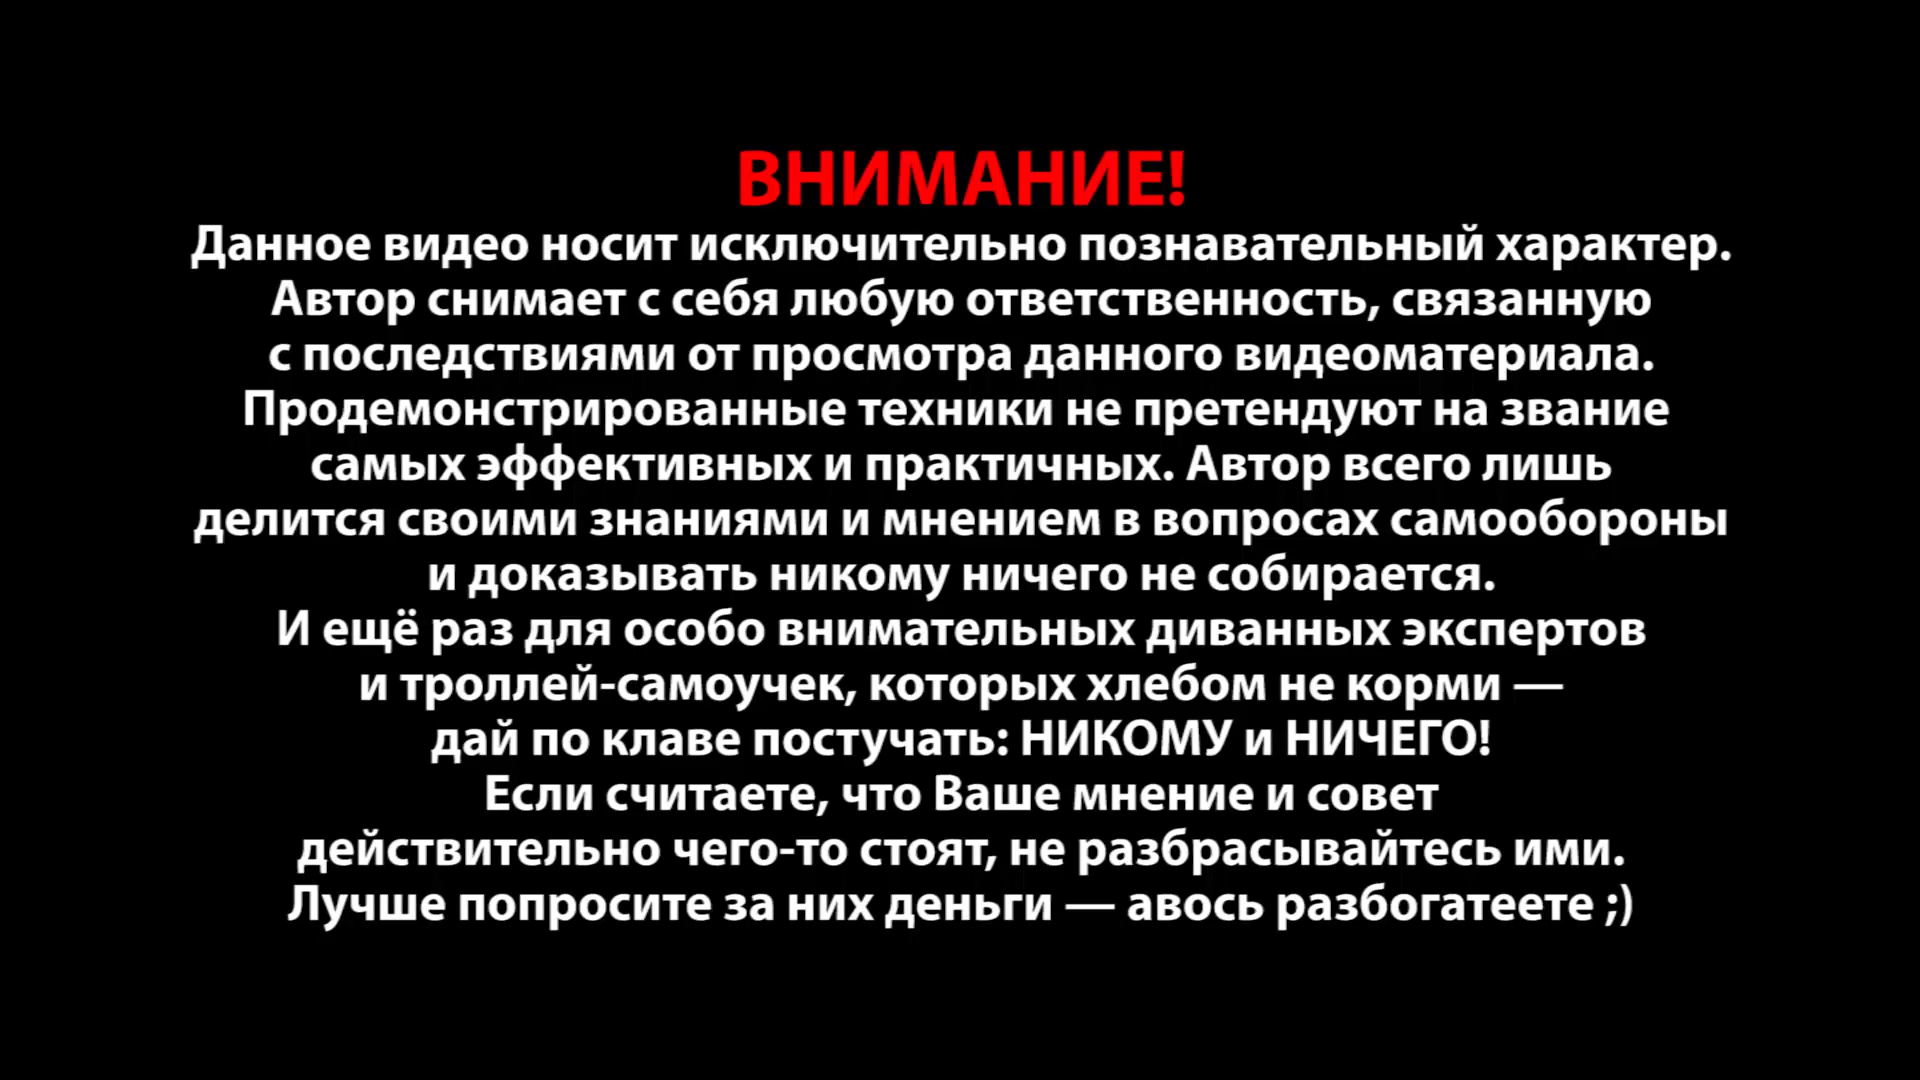 ВНИМАНИЕ!
Данное видео носит исключительно познавательный характер.
Автор снимает с себя любую ответственность, связанную
с последствиями от просмотра данного видеоматериала.
Продемонстрированные техники не претендуют на звание
самых эффективных и практичных. Автор всего лишь
делится своими знаниями и мнением в вопросах самообороны
и доказывать никому ничего не собирается.
И ещё раз для особо внимательных диванных экспертов
и троллей-самоучек, которых хлебом не корми —
дай по клаве постучать: НИКОМУ и НИЧЕГО!
Если считаете, что Ваше мнение и совет
действительно чего-то стоят, не разбрасывайтесь ими.
Лучше попросите за них деньги — авось разбогатеете ;)